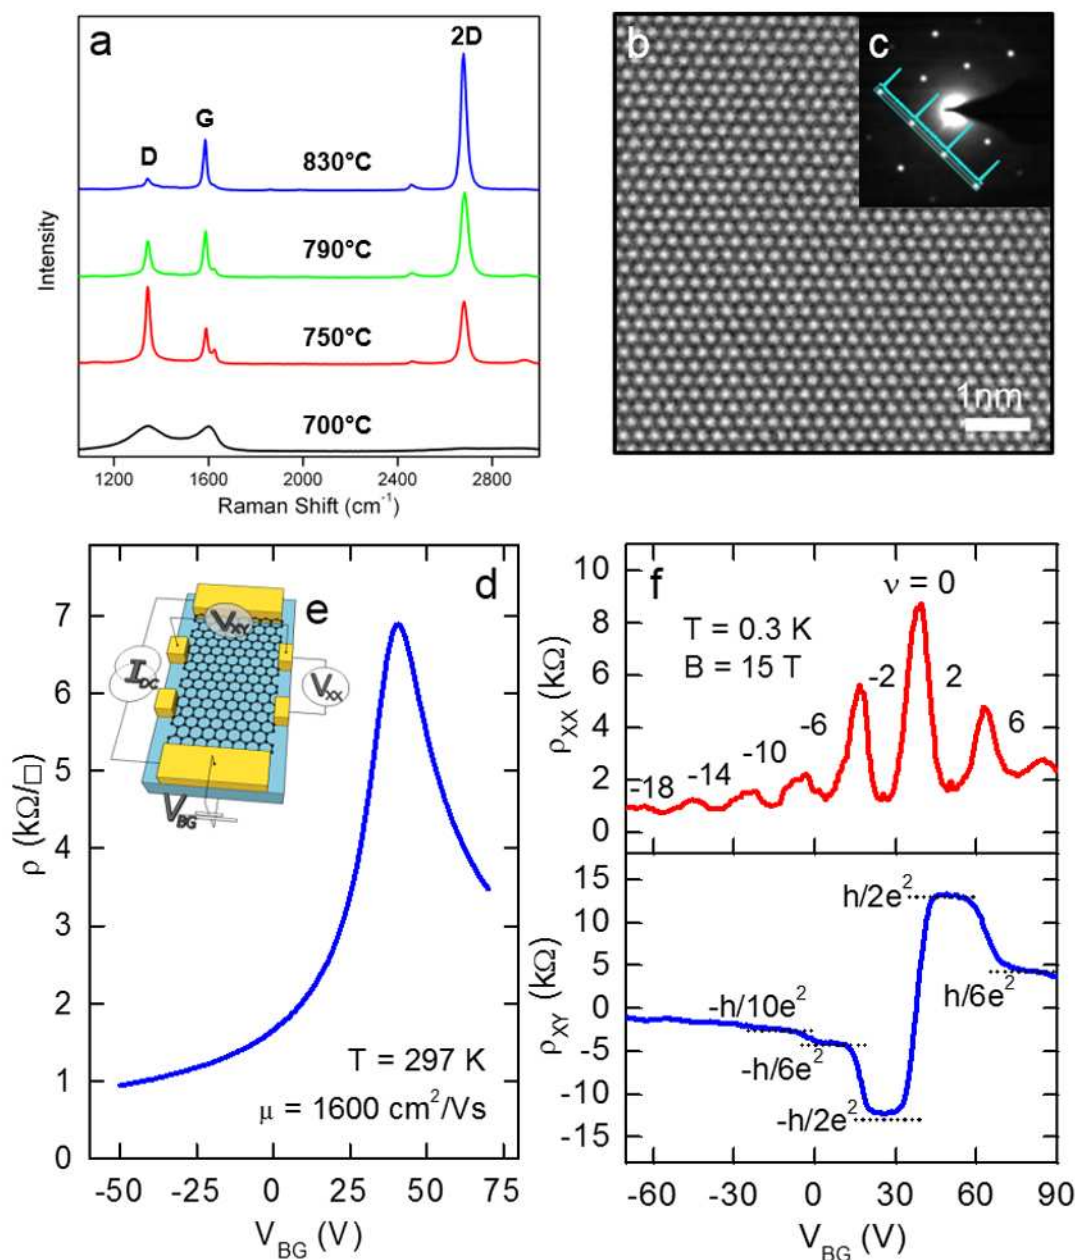 a
2D
G
D
830°C
790°C
750°C
700°C
Intensity
1200 1600 2000 2400 2800
Raman Shift (cm⁻¹)
b
c
1nm
d
e
V_XY
I_DC
V_XX
V_BG
7
6
5
4
3
2
1
0
ρ (kΩ/□)
T = 297 K
μ = 1600 cm²/Vs
-50 -25 0 25 50 75
V_BG (V)
f
ν = 0
T = 0.3 K
B = 15 T
-2
2
-6
6
-10
-14
-18
10
8
6
4
2
0
ρ_XX (kΩ)
15
10
5
0
-5
-10
-15
ρ_XY (kΩ)
h/2e²
h/6e²
-h/10e²
-h/6e²
-h/2e²
-60 -30 0 30 60 90
V_BG (V)